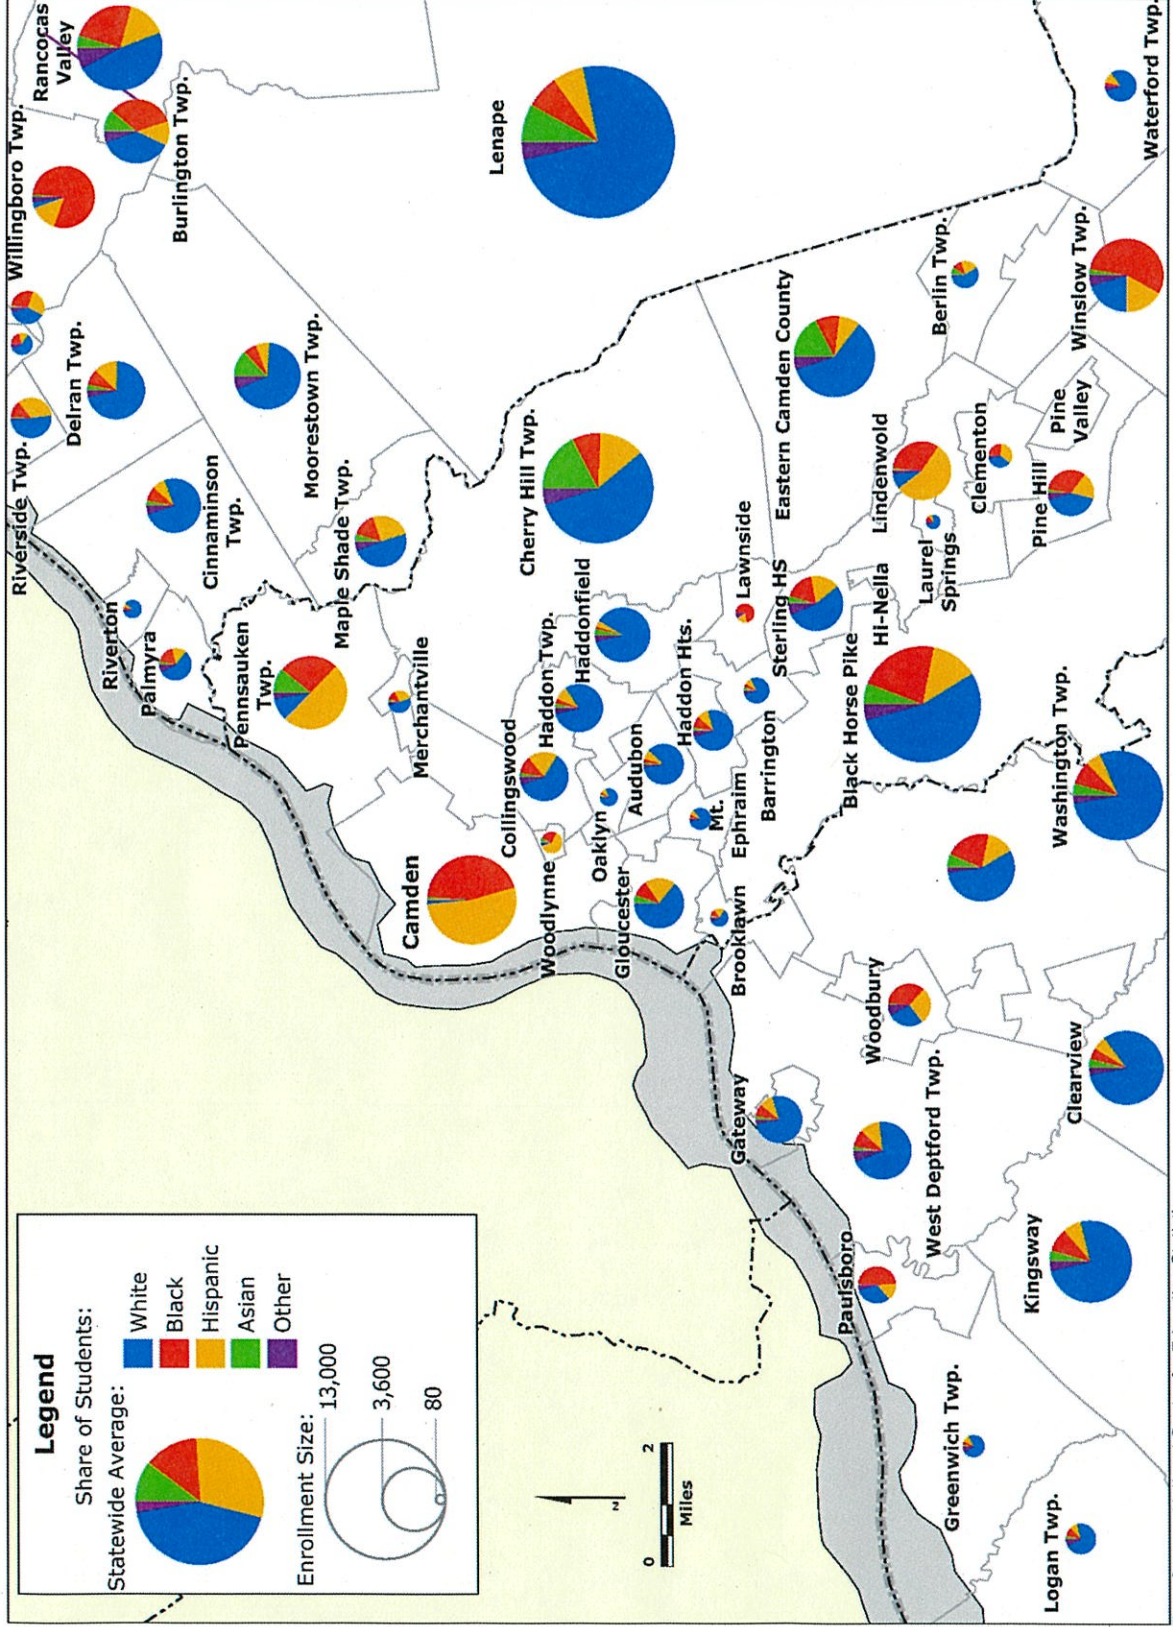 Legend
Share of Students:
Statewide Average:
White
Black
Hispanic
Asian
Other
Enrollment Size:
13,000
3,600
80
N
0 2
Miles
Riverside Twp.
Willingboro Twp.
Rancocas
Valley
Delran Twp.
Burlington Twp.
Riverton
Palmyra
Cinnaminson
Twp.
Moorestown Twp.
Pennsauken
Twp.
Maple Shade Twp.
Merchantville
Camden
Collingswood
Cherry Hill Twp.
Lenape
Woodlynne
Haddon Twp.
Haddonfield
Oaklyn
Gloucester
Audubon
Haddon Hts.
Lawnside
Mt.
Ephraim
Barrington
Sterling HS
Eastern Camden County
Brooklawn
Gateway
Black Horse Pike
Hi-Nella
Lindenwold
Berlin Twp.
Laurel
Springs
Clementon
Woodbury
Paulsboro
West Deptford Twp.
Pine Hill
Pine
Valley
Winslow Twp.
Waterford Twp.
Greenwich Twp.
Kingsway
Clearview
Washington Twp.
Logan Twp.